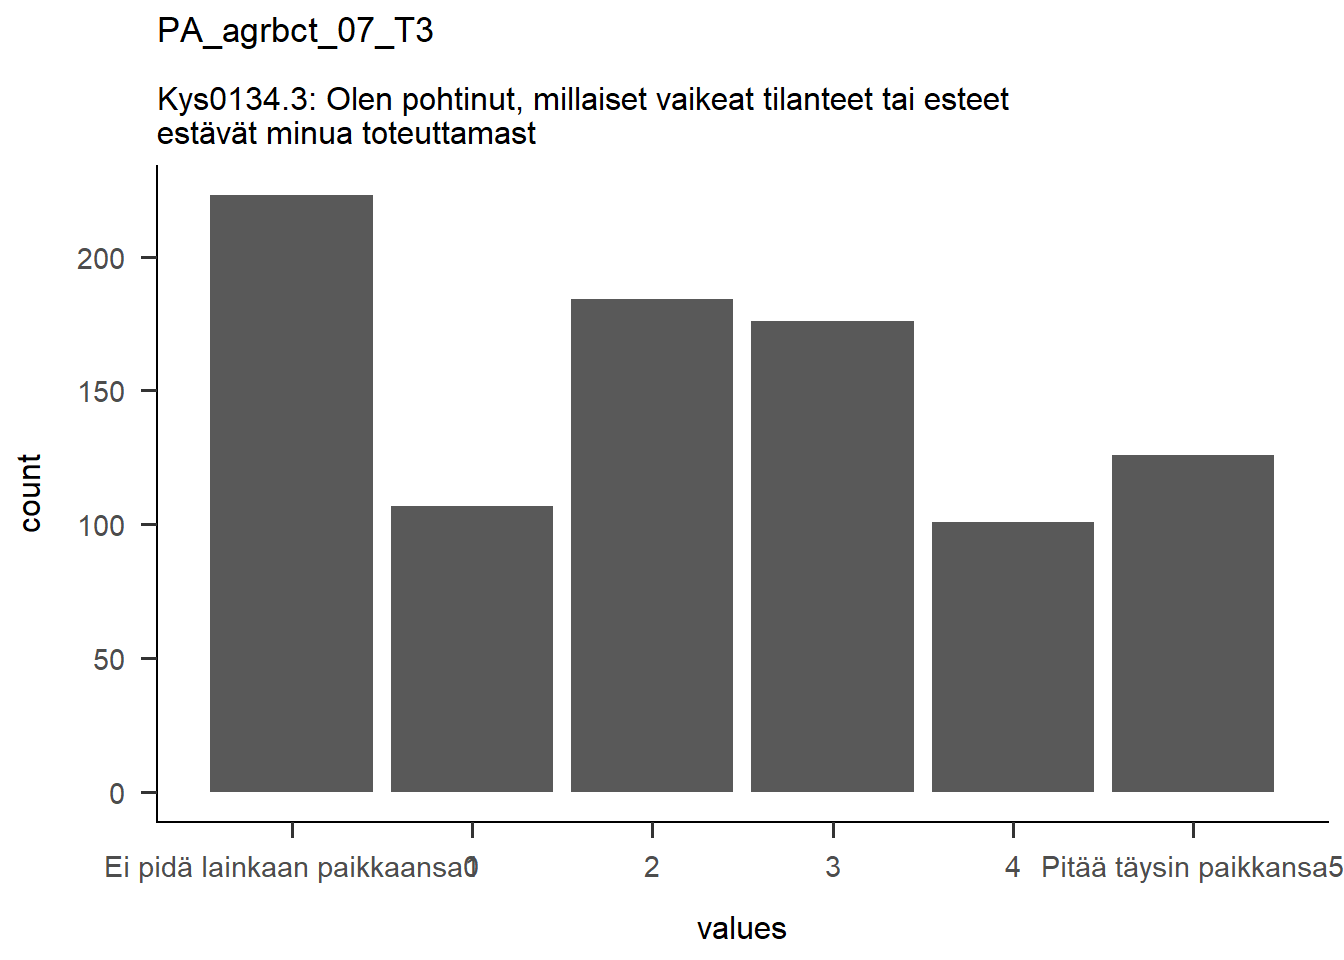 PA_agrbct_07_T3
Kys0134.3: Olen pohtinut, millaiset vaikeat tilanteet tai esteet
estävät minua toteuttamast
200
150
100
50
0
count
Ei pidä lainkaan paikkaansa0
1
2
3
4
Pitää täysin paikkansa5
values